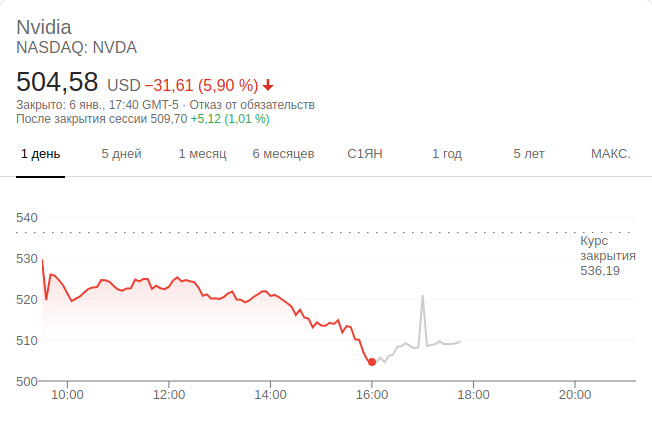 Nvidia
NASDAQ: NVDA
504,58 USD −31,61 (5,90 %)
Закрыто: 6 янв., 17:40 GMT-5 · Отказ от обязательств
После закрытия сессии 509,70 +5,12 (1,01 %)
1 день 5 дней 1 месяц 6 месяцев С1ЯН 1 год 5 лет МАКС.
540
Курс
закрытия
536,19
530
520
510
500
10:00 12:00 14:00 16:00 18:00 20:00